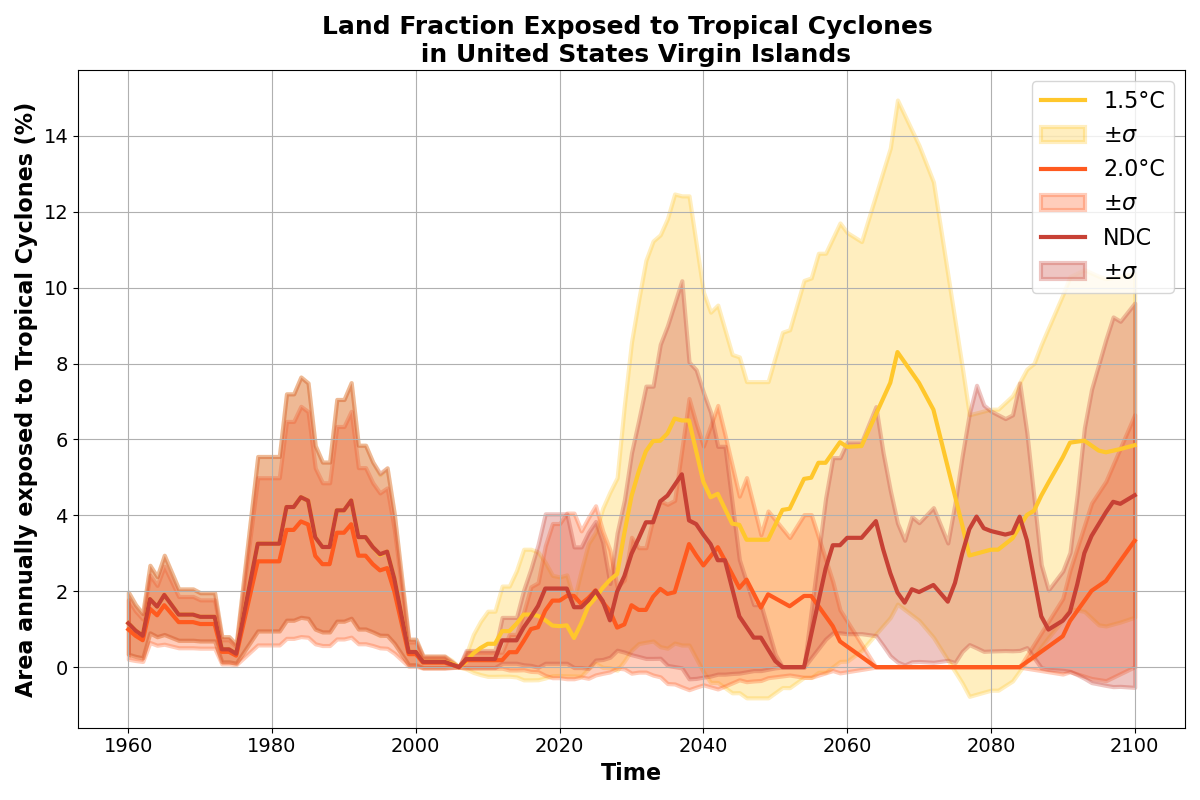 Land Fraction Exposed to Tropical Cyclones
in United States Virgin Islands
Area annually exposed to Tropical Cyclones (%)
14
12
10
8
6
4
2
0
1.5°C
±σ
2.0°C
±σ
NDC
±σ
1960
1980
2000
2020
2040
2060
2080
2100
Time